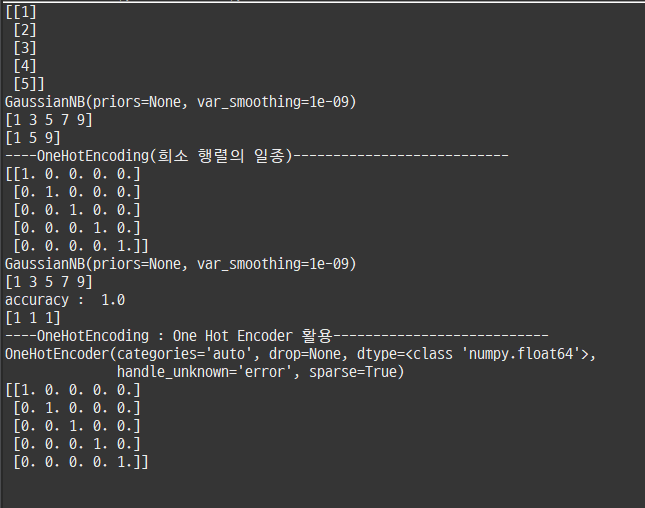 [[1]
 [2]
 [3]
 [4]
 [5]]
GaussianNB(priors=None, var_smoothing=1e-09)
[1 3 5 7 9]
[1 5 9]
----OneHotEncoding(희소 행렬의 일종)---------------------------
[[1. 0. 0. 0. 0.]
 [0. 1. 0. 0. 0.]
 [0. 0. 1. 0. 0.]
 [0. 0. 0. 1. 0.]
 [0. 0. 0. 0. 1.]]
GaussianNB(priors=None, var_smoothing=1e-09)
[1 3 5 7 9]
accuracy :  1.0
[1 1 1]
----OneHotEncoding : One Hot Encoder 활용---------------------------
OneHotEncoder(categories='auto', drop=None, dtype=<class 'numpy.float64'>,
              handle_unknown='error', sparse=True)
[[1. 0. 0. 0. 0.]
 [0. 1. 0. 0. 0.]
 [0. 0. 1. 0. 0.]
 [0. 0. 0. 1. 0.]
 [0. 0. 0. 0. 1.]]